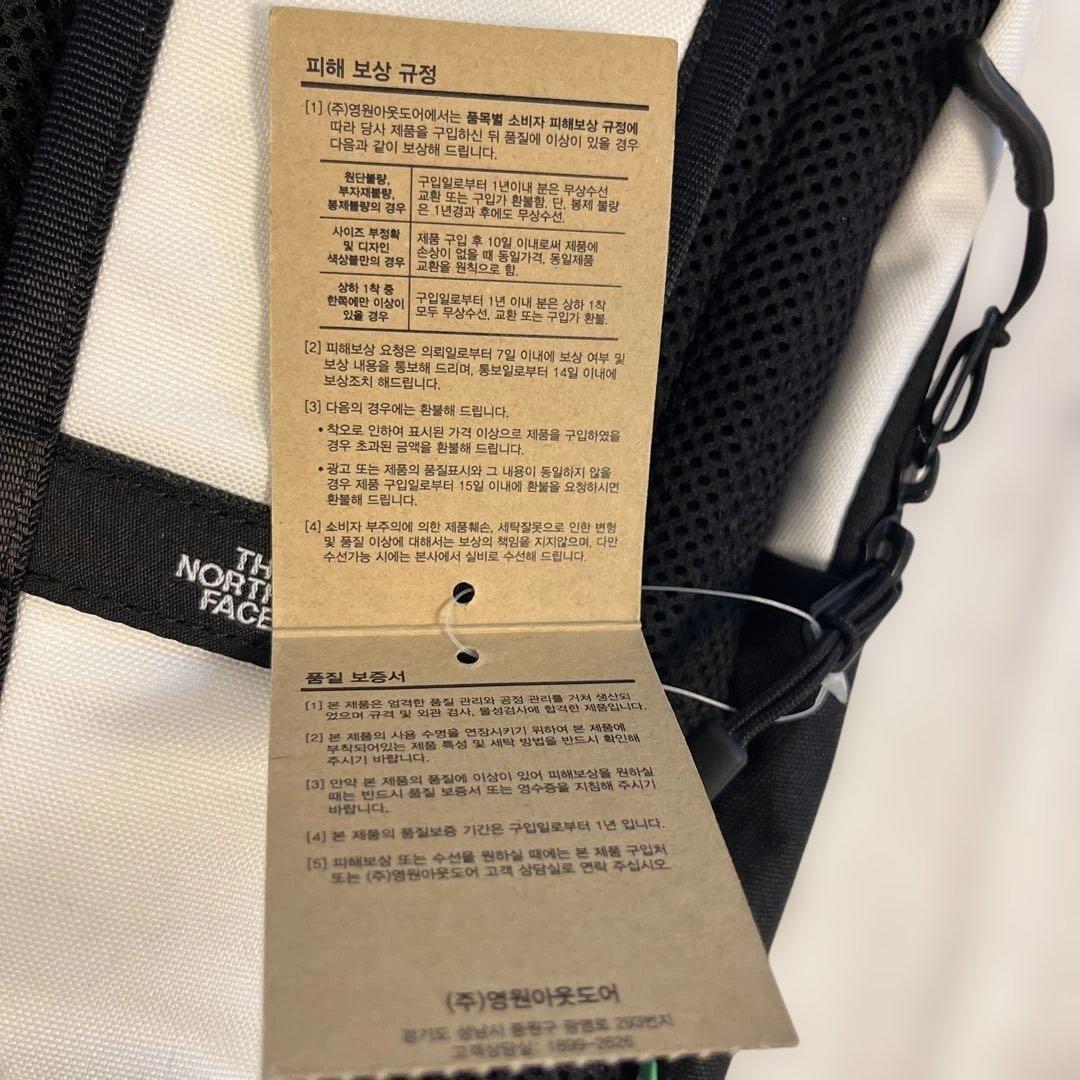 피해 보상 규정
[1] (주)영원아웃도어에서는 품목별 소비자 피해보상 규정에
따라 당사 제품을 구입하신 뒤 품질에 이상이 있을 경우
다음과 같이 보상해 드립니다.
원단불량,
부자재불량,
봉제불량의 경우
구입일로부터 1년이내 분은 무상수선
교환 또는 구입가 환불함. 단, 봉제 불량
은 1년경과 후에도 무상수선.
사이즈 부정확
및 디자인
색상불만의 경우
제품 구입 후 10일 이내로써 제품에
손상이 없을 때 동일가격, 동일제품
교환을 원칙으로 함.
상하 1착 중
한쪽에만 이상이
있을 경우
구입일로부터 1년 이내 분은 상하 1착
모두 무상수선, 교환 또는 구입가 환불.
[2] 피해보상 요청은 의뢰일로부터 7일 이내에 보상 여부 및
보상 내용을 통보해 드리며, 통보일로부터 14일 이내에
보상조치 해드립니다.
[3] 다음의 경우에는 환불해 드립니다.
• 착오로 인하여 표시된 가격 이상으로 제품을 구입하였을
경우 초과된 금액을 환불해 드립니다.
• 광고 또는 제품의 품질표시와 그 내용이 동일하지 않을
경우 제품 구입일로부터 15일 이내에 환불을 요청하시면
환불해 드립니다.
[4] 소비자 부주의에 의한 제품훼손, 세탁잘못으로 인한 변형
및 품질 이상에 대해서는 보상의 책임을 지지않으며, 다만
수선가능 시에는 본사에서 실비로 수선해 드립니다.
THE
NORTH
FACE
품질 보증서
[1] 본 제품은 엄격한 품질 관리와 공정 관리를 거쳐 생산되
었으며 규격 및 외관 검사, 물성검사에 합격한 제품입니다.
[2] 본 제품의 사용 수명을 연장시키기 위하여 본 제품에
부착되어있는 제품 특성 및 세탁 방법을 반드시 확인해
주시기 바랍니다.
[3] 만약 본 제품의 품질에 이상이 있어 피해보상을 원하실
때는 반드시 품질 보증서 또는 영수증을 지침해 주시기
바랍니다.
[4] 본 제품의 품질보증 기간은 구입일로부터 1년 입니다.
[5] 피해보상 또는 수선을 원하실 때에는 본 제품 구입처
또는 (주)영원아웃도어 고객 상담실로 연락 주십시오.
(주)영원아웃도어
경기도 성남시 중원구 광명로 293번지
고객상담실: 1899-2626